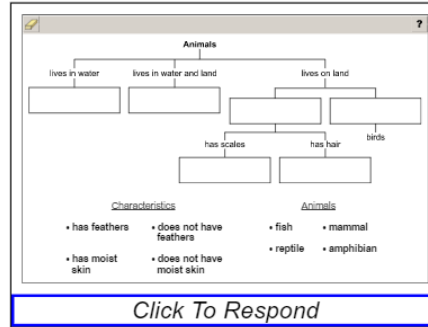 ?
Animals
lives in water lives in water and land lives on land
birds
has scales has hair
Characteristics Animals
▪ has feathers ▪ does not have feathers ▪ fish ▪ mammal
▪ has moist skin ▪ does not have moist skin ▪ reptile ▪ amphibian
Click To Respond